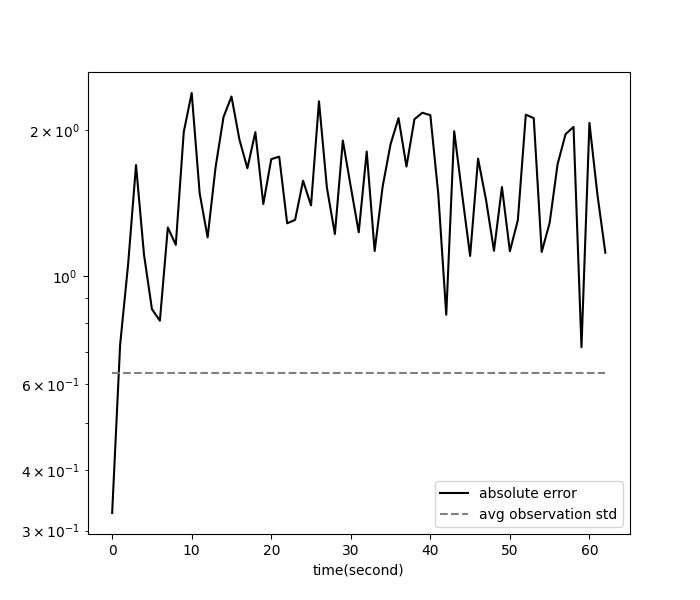 2 × 10⁰
10⁰
6 × 10⁻¹
4 × 10⁻¹
3 × 10⁻¹
0 10 20 30 40 50 60
time(second)
absolute error
avg observation std